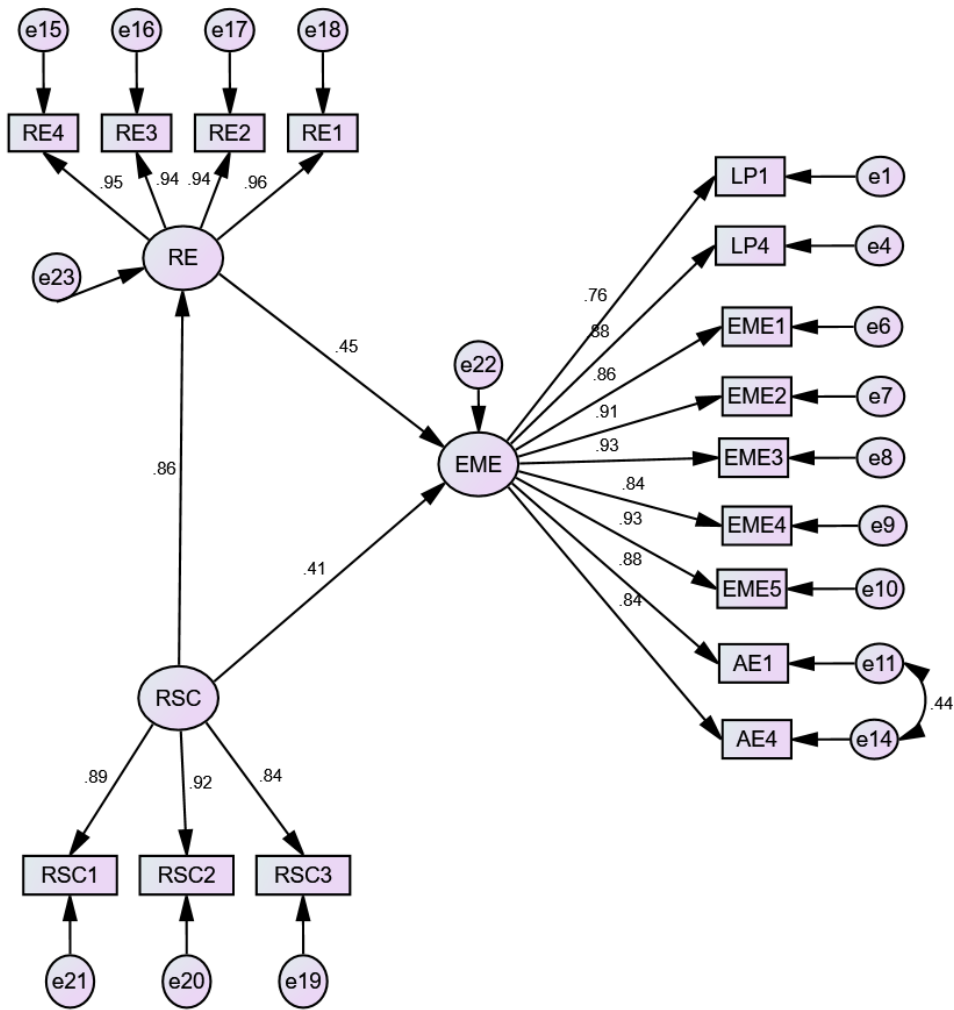 e15 e16 e17 e18
RE4 RE3 RE2 RE1
.95 .94 .94 .96
RE
e23
.45
.86
e22
EME
.41
RSC
.89 .92 .84
RSC1 RSC2 RSC3
e21 e20 e19
LP1 e1
.76
LP4 e4
.88
EME1 e6
.86
EME2 e7
.91
EME3 e8
.93
EME4 e9
.84
EME5 e10
.93
AE1 e11
.88
AE4 e14
.84
.44